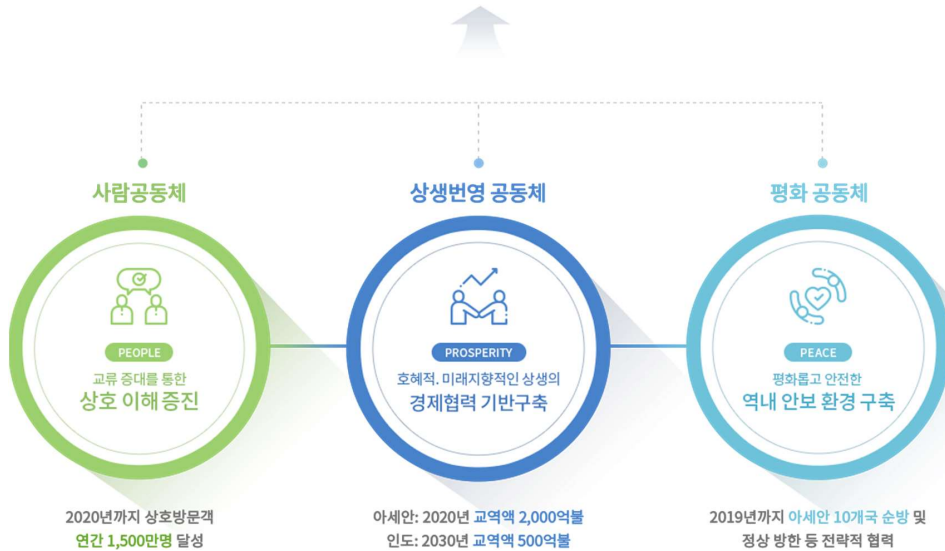 사람공동체
PEOPLE
교류 증대를 통한
상호 이해 증진
2020년까지 상호방문객
연간 1,500만명 달성
상생번영 공동체
PROSPERITY
호혜적. 미래지향적인 상생의
경제협력 기반구축
아세안: 2020년 교역액 2,000억불
인도: 2030년 교역액 500억불
평화 공동체
PEACE
평화롭고 안전한
역내 안보 환경 구축
2019년까지 아세안 10개국 순방 및
정상 방한 등 전략적 협력